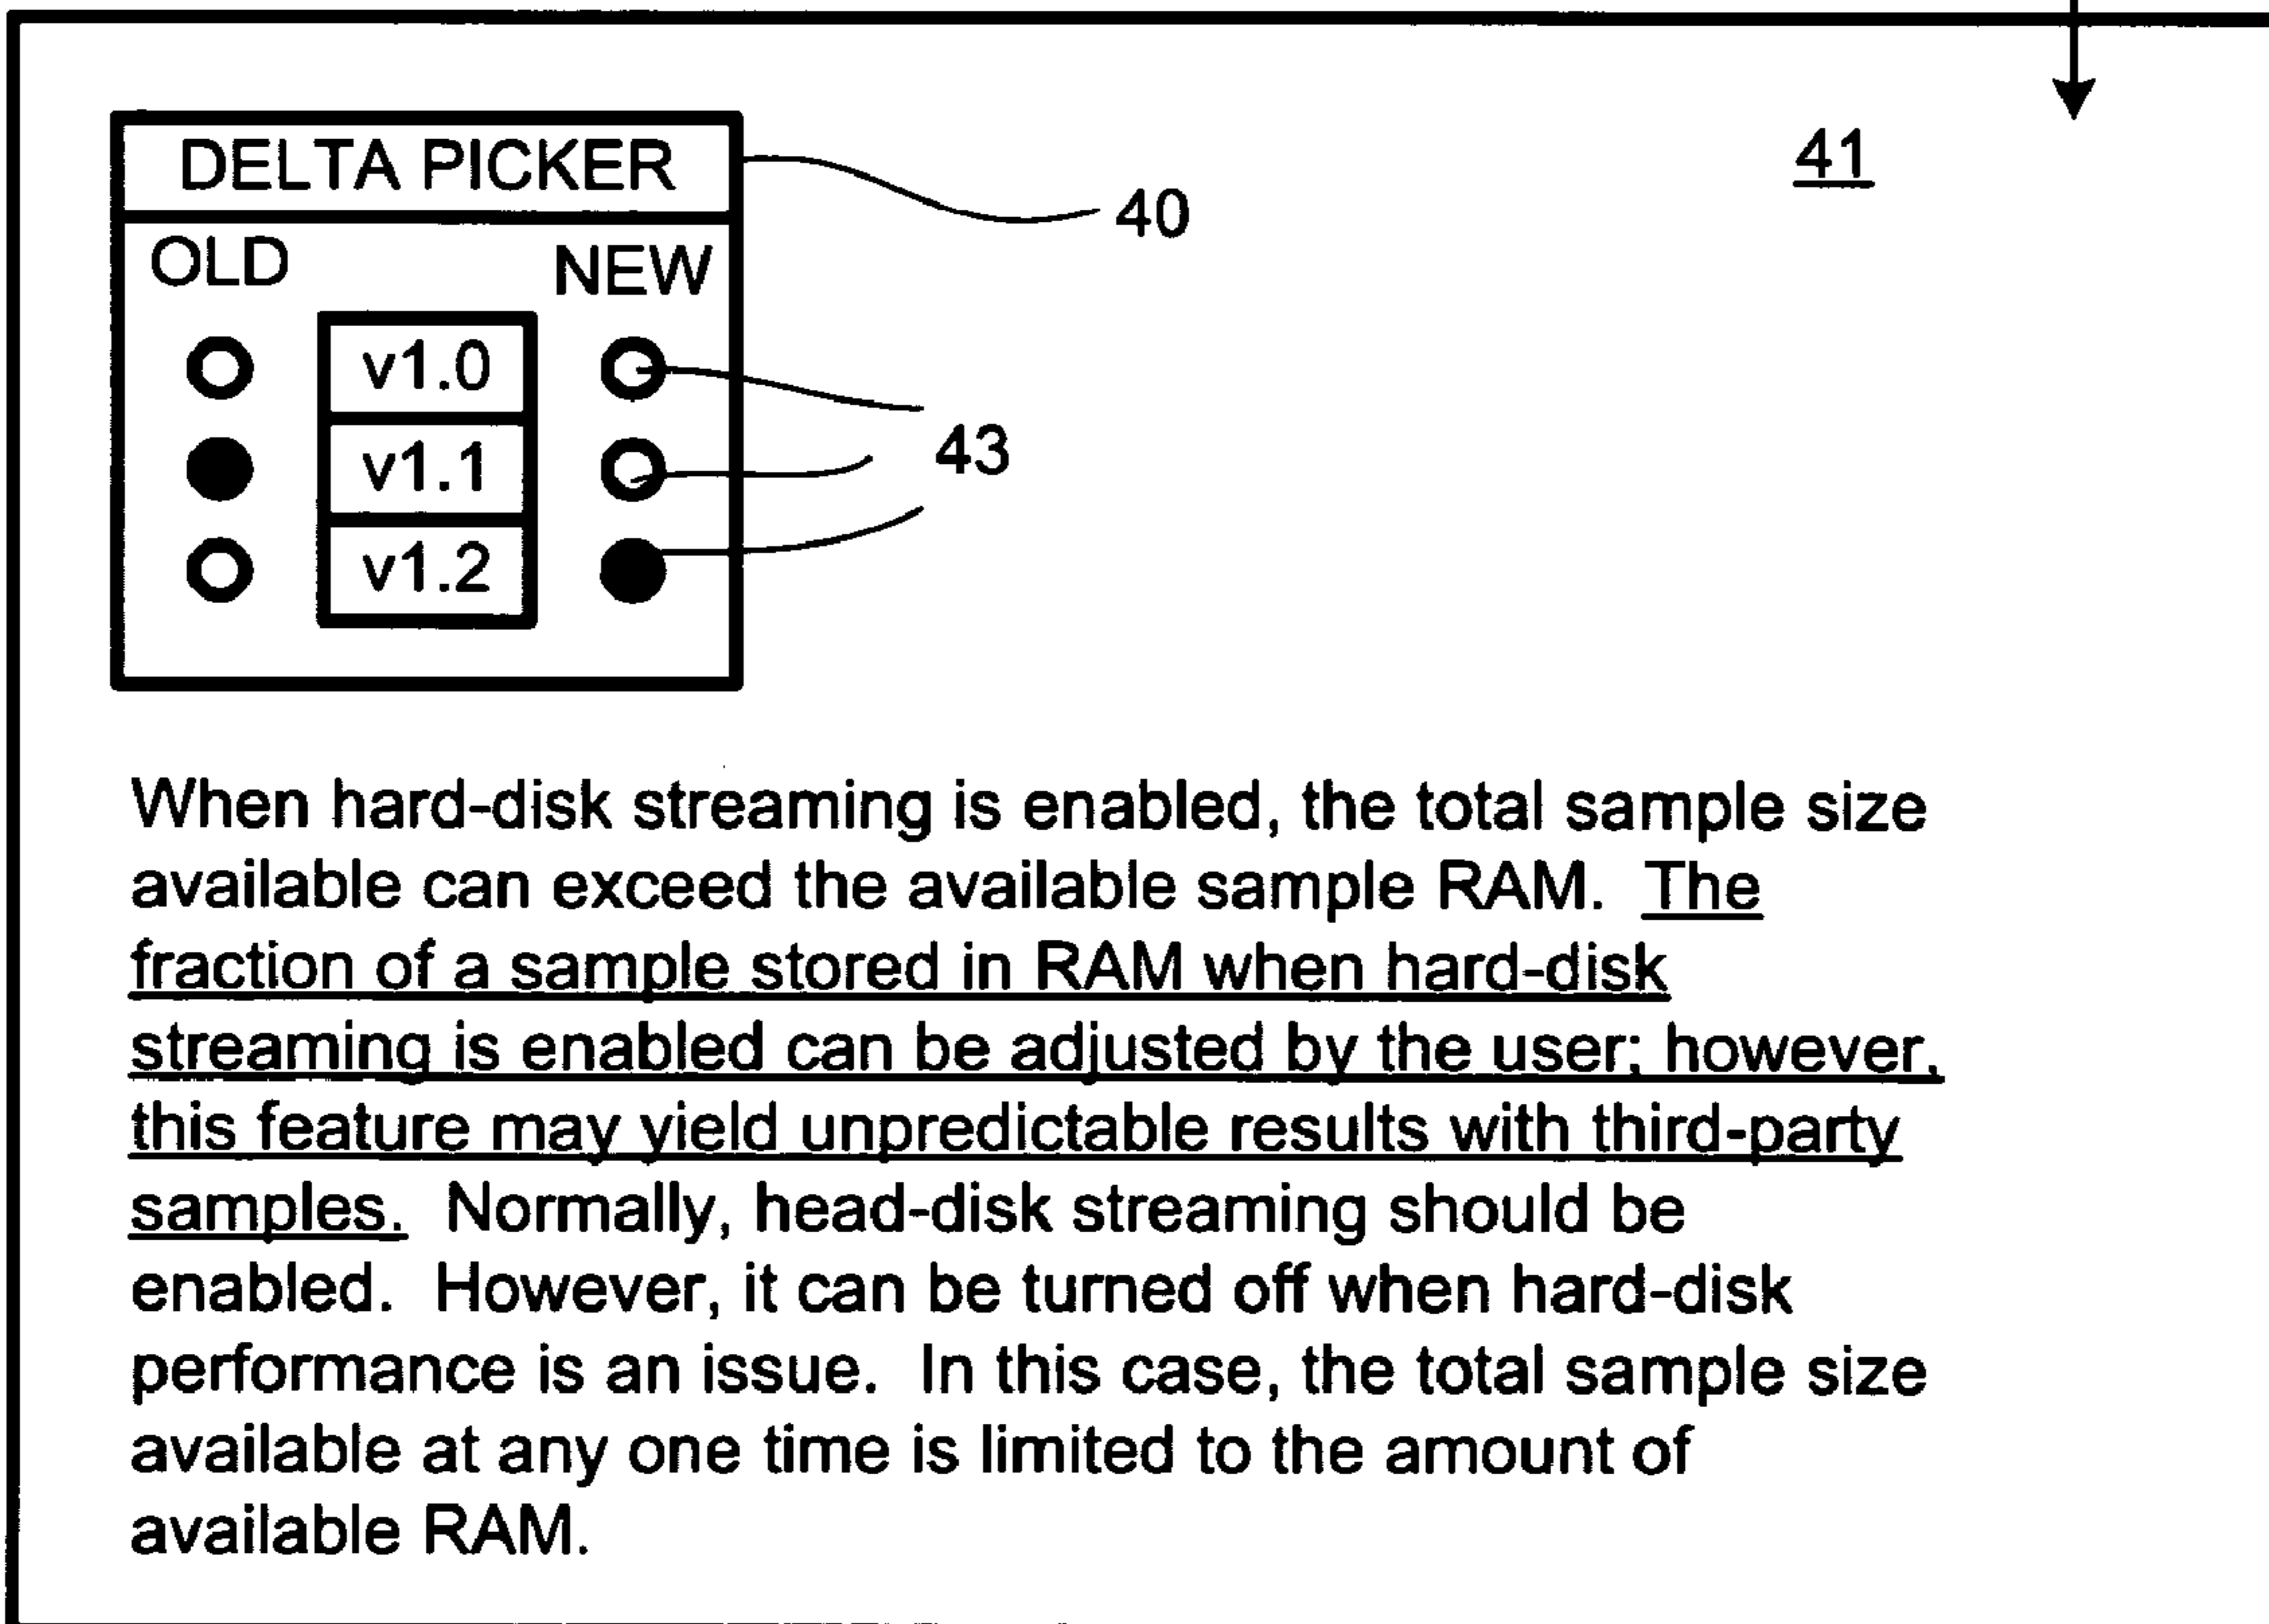 DELTA PICKER
41
40
OLD NEW
v1.0
v1.1
43
v1.2
When hard-disk streaming is enabled, the total sample size
available can exceed the available sample RAM. The
fraction of a sample stored in RAM when hard-disk
streaming is enabled can be adjusted by the user; however,
this feature may yield unpredictable results with third-party
samples. Normally, head-disk streaming should be
enabled. However, it can be turned off when hard-disk
performance is an issue. In this case, the total sample size
available at any one time is limited to the amount of
available RAM.